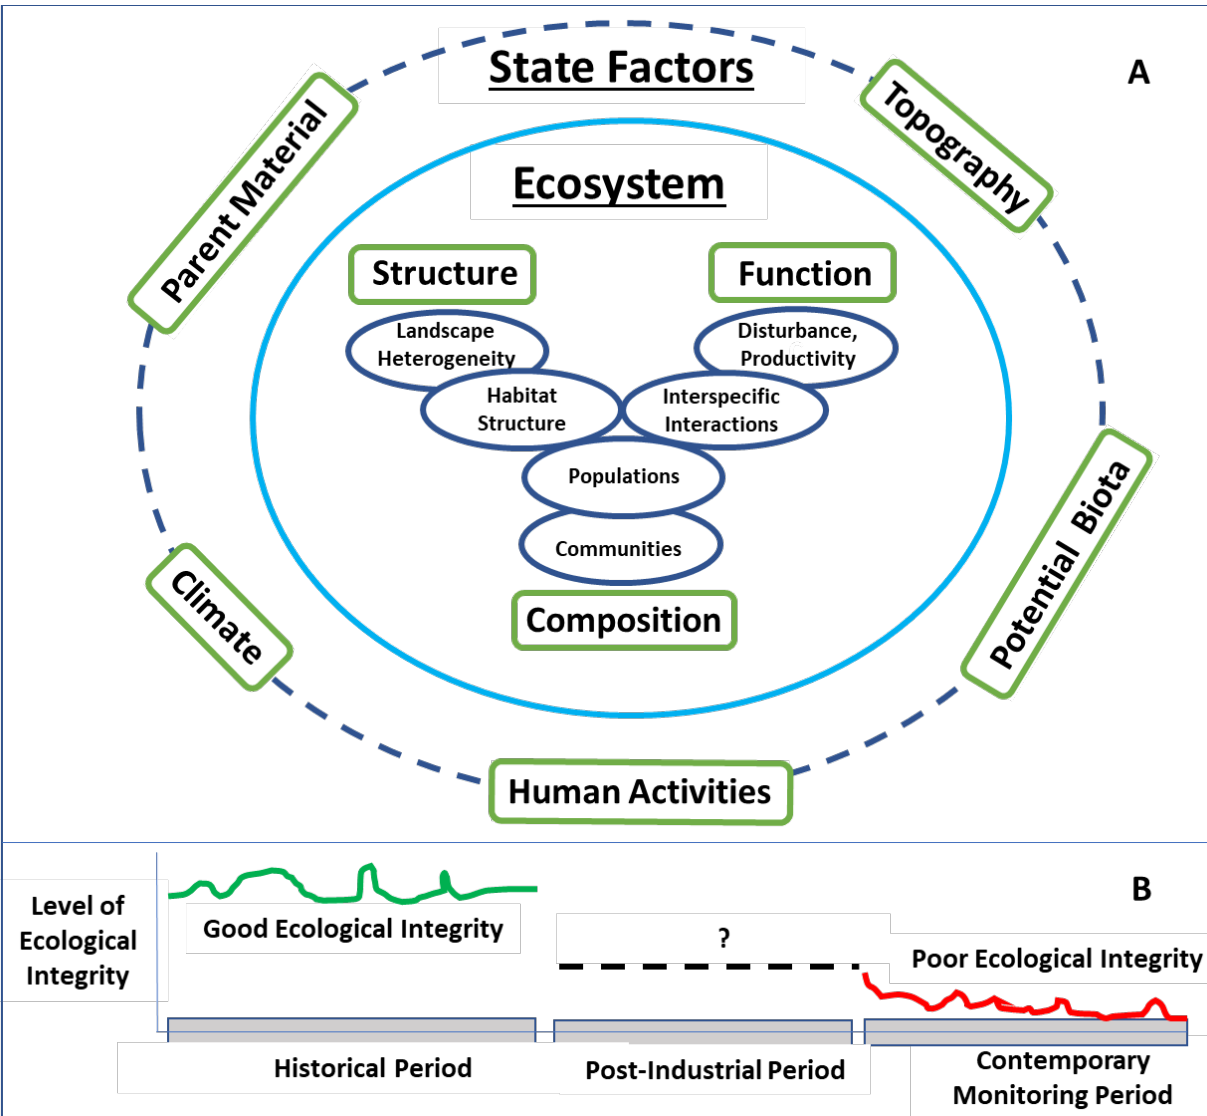 State Factors
A
Parent Material
Topography
Ecosystem
Structure
Function
Landscape
Heterogeneity
Disturbance,
Productivity
Habitat
Structure
Interspecific
Interactions
Populations
Communities
Composition
Climate
Potential Biota
Human Activities
B
Level of
Ecological
Integrity
Good Ecological Integrity
?
Poor Ecological Integrity
Historical Period
Post-Industrial Period
Contemporary
Monitoring Period